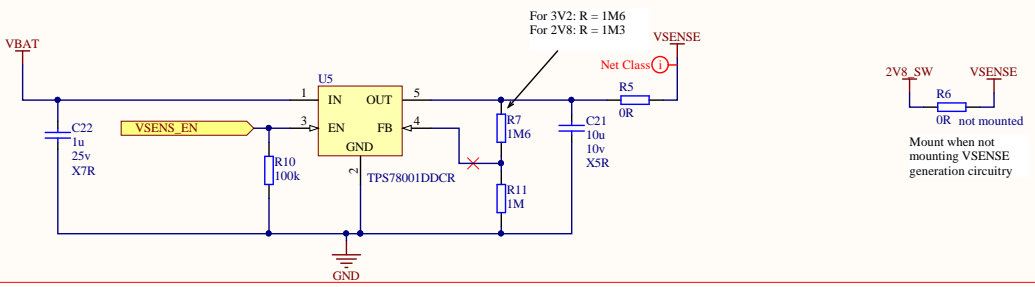 For 3V2: R = 1M6
For 2V8: R = 1M3
VBAT
VSENSE
Net Class i
2V8_SW
VSENSE
U5
R5
0R
R6
0R not mounted
1
IN
OUT
5
VSENS_EN
3
EN
FB
4
GND
2
TPS78001DDCR
C22
1u
25v
X7R
R10
100k
R7
1M6
C21
10u
10v
X5R
R11
1M
Mount when not
mounting VSENSE
generation circuitry
GND